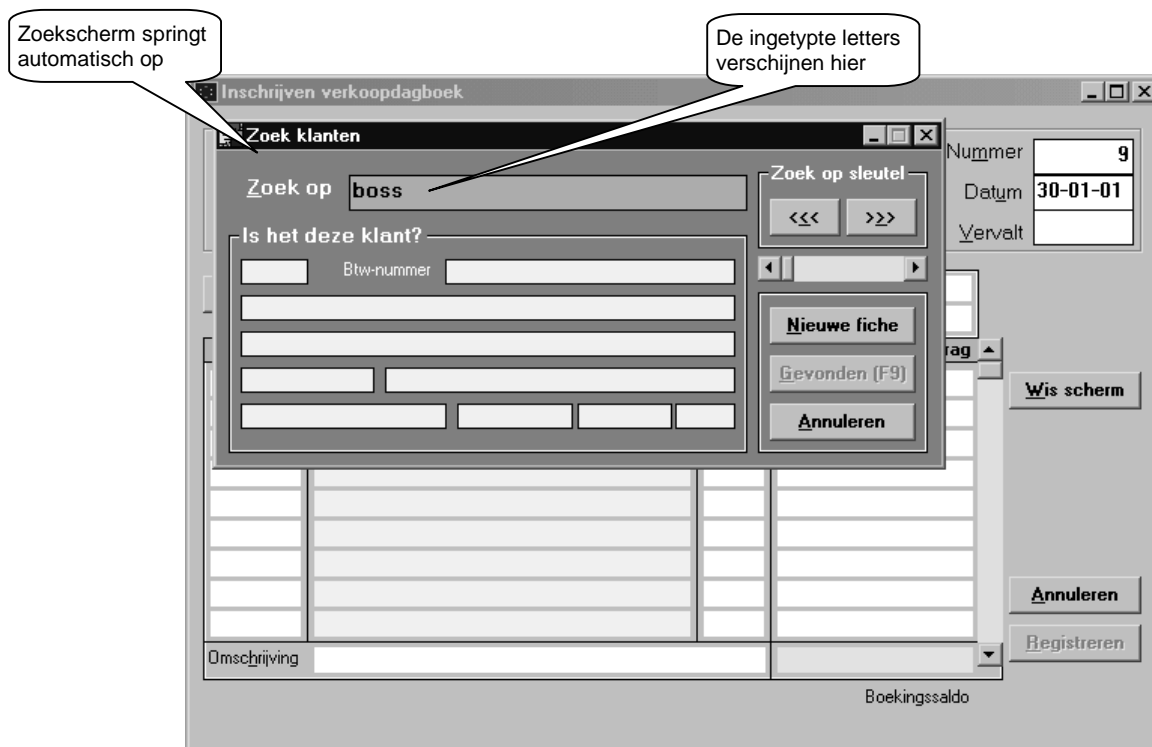 Zoekscherm springt
automatisch op
De ingetypte letters
verschijnen hier
Inschrijven verkoopdagboek
Zoek klanten
Nummer 9
Zoek op boss
Zoek op sleutel
Datum 30-01-01
<<< >>>
Vervalt
Is het deze klant?
Btw-nummer
Nieuwe fiche
rag
Gevonden (F9)
Wis scherm
Annuleren
Annuleren
Registreren
Omschrijving
Boekingssaldo